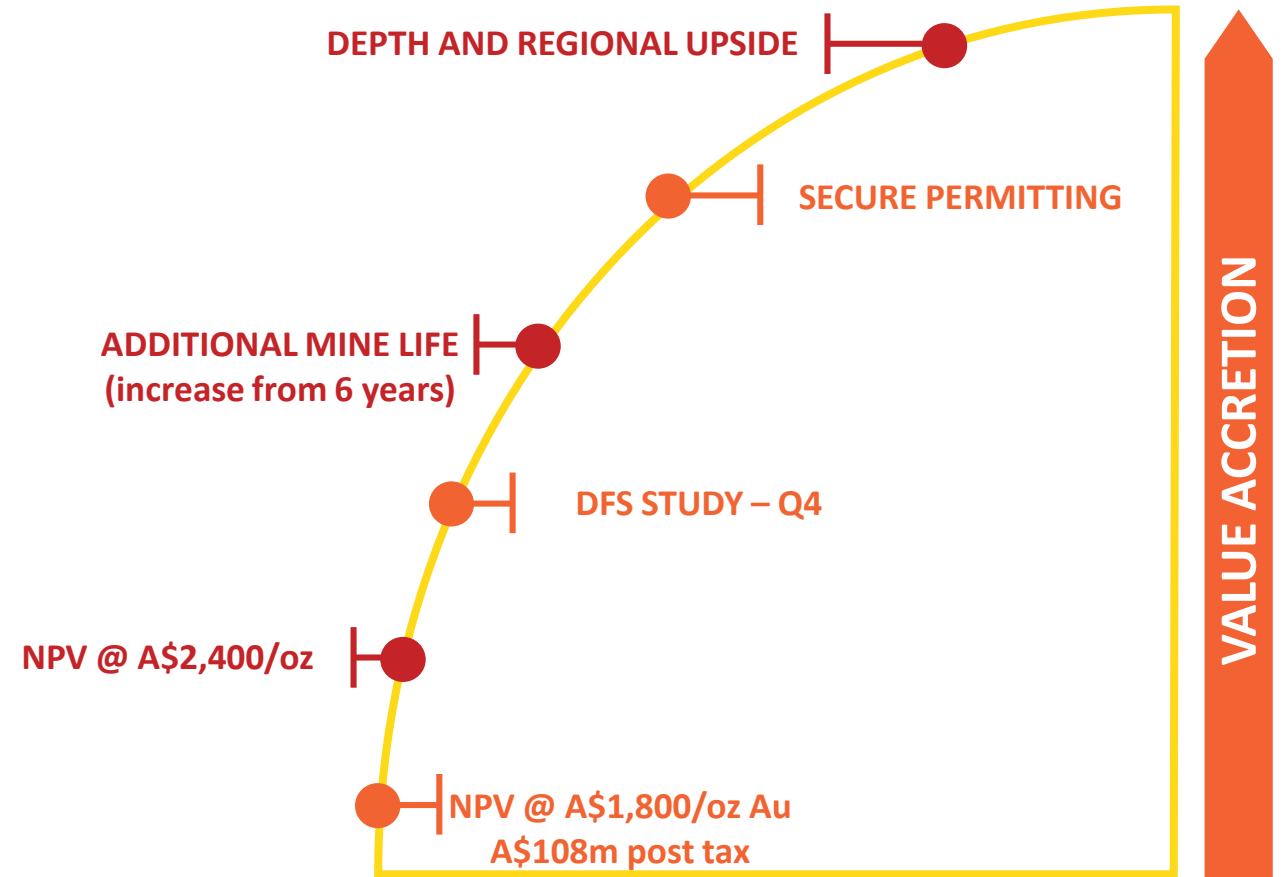 DEPTH AND REGIONAL UPSIDE
SECURE PERMITTING
ADDITIONAL MINE LIFE
(increase from 6 years)
DFS STUDY – Q4
NPV @ A$2,400/oz
NPV @ A$1,800/oz Au
A$108m post tax
VALUE ACCRETION